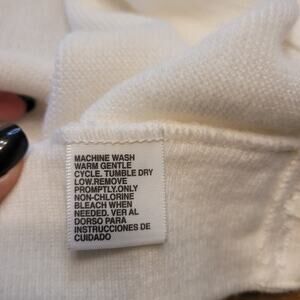 MACHINE WASH
WARM GENTLE
CYCLE. TUMBLE DRY
LOW.REMOVE
PROMPTLY.ONLY
NON-CHLORINE
BLEACH WHEN
NEEDED. VER AL
DORSO PARA
INSTRUCCIONES DE
CUIDADO